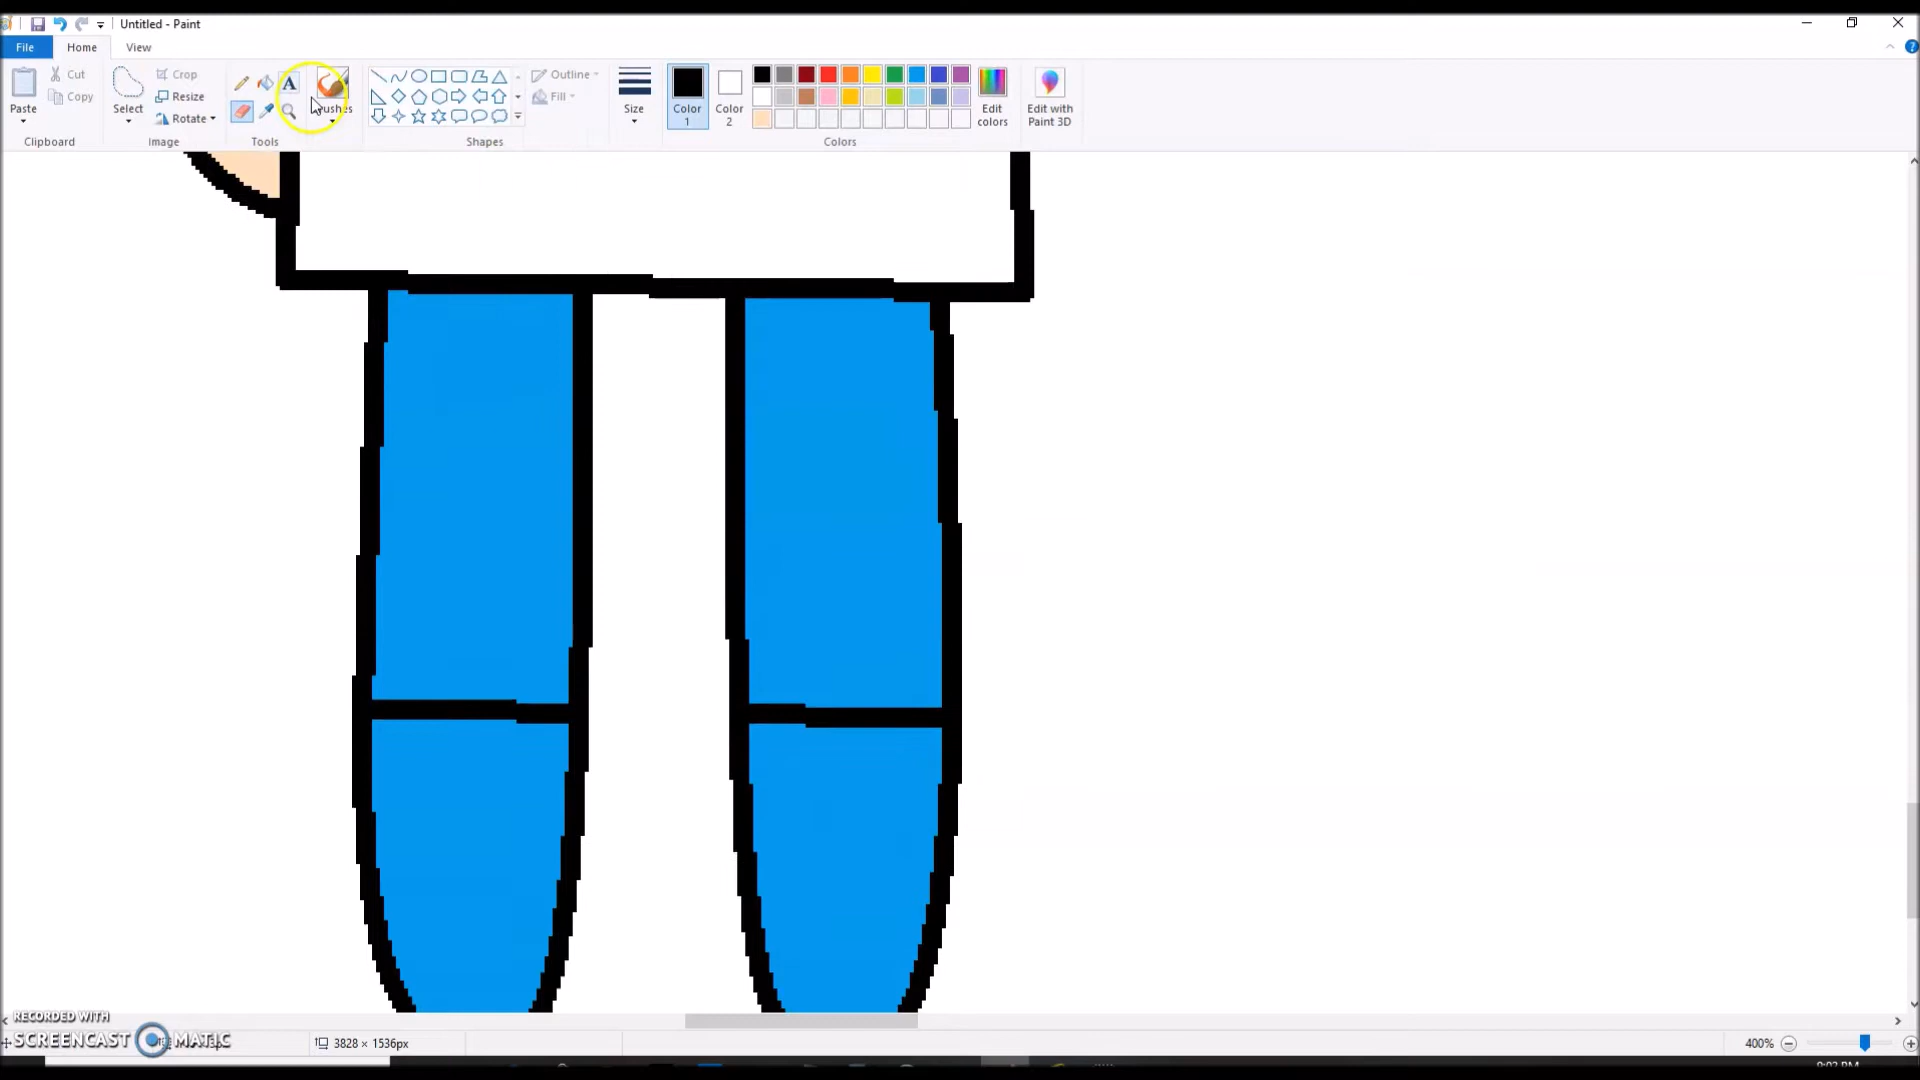 Untitled - Paint
File Home View
Paste
Cut
Copy
Clipboard
Select
Crop
Resize
Rotate
Image
A
Tools
Shapes
Outline
Fill
Size
Color
1
Color
2
Edit
colors
Colors
Edit with
Paint 3D
RECORDED WITH
SCREENCAST MATIC
3828 × 1536px
400%